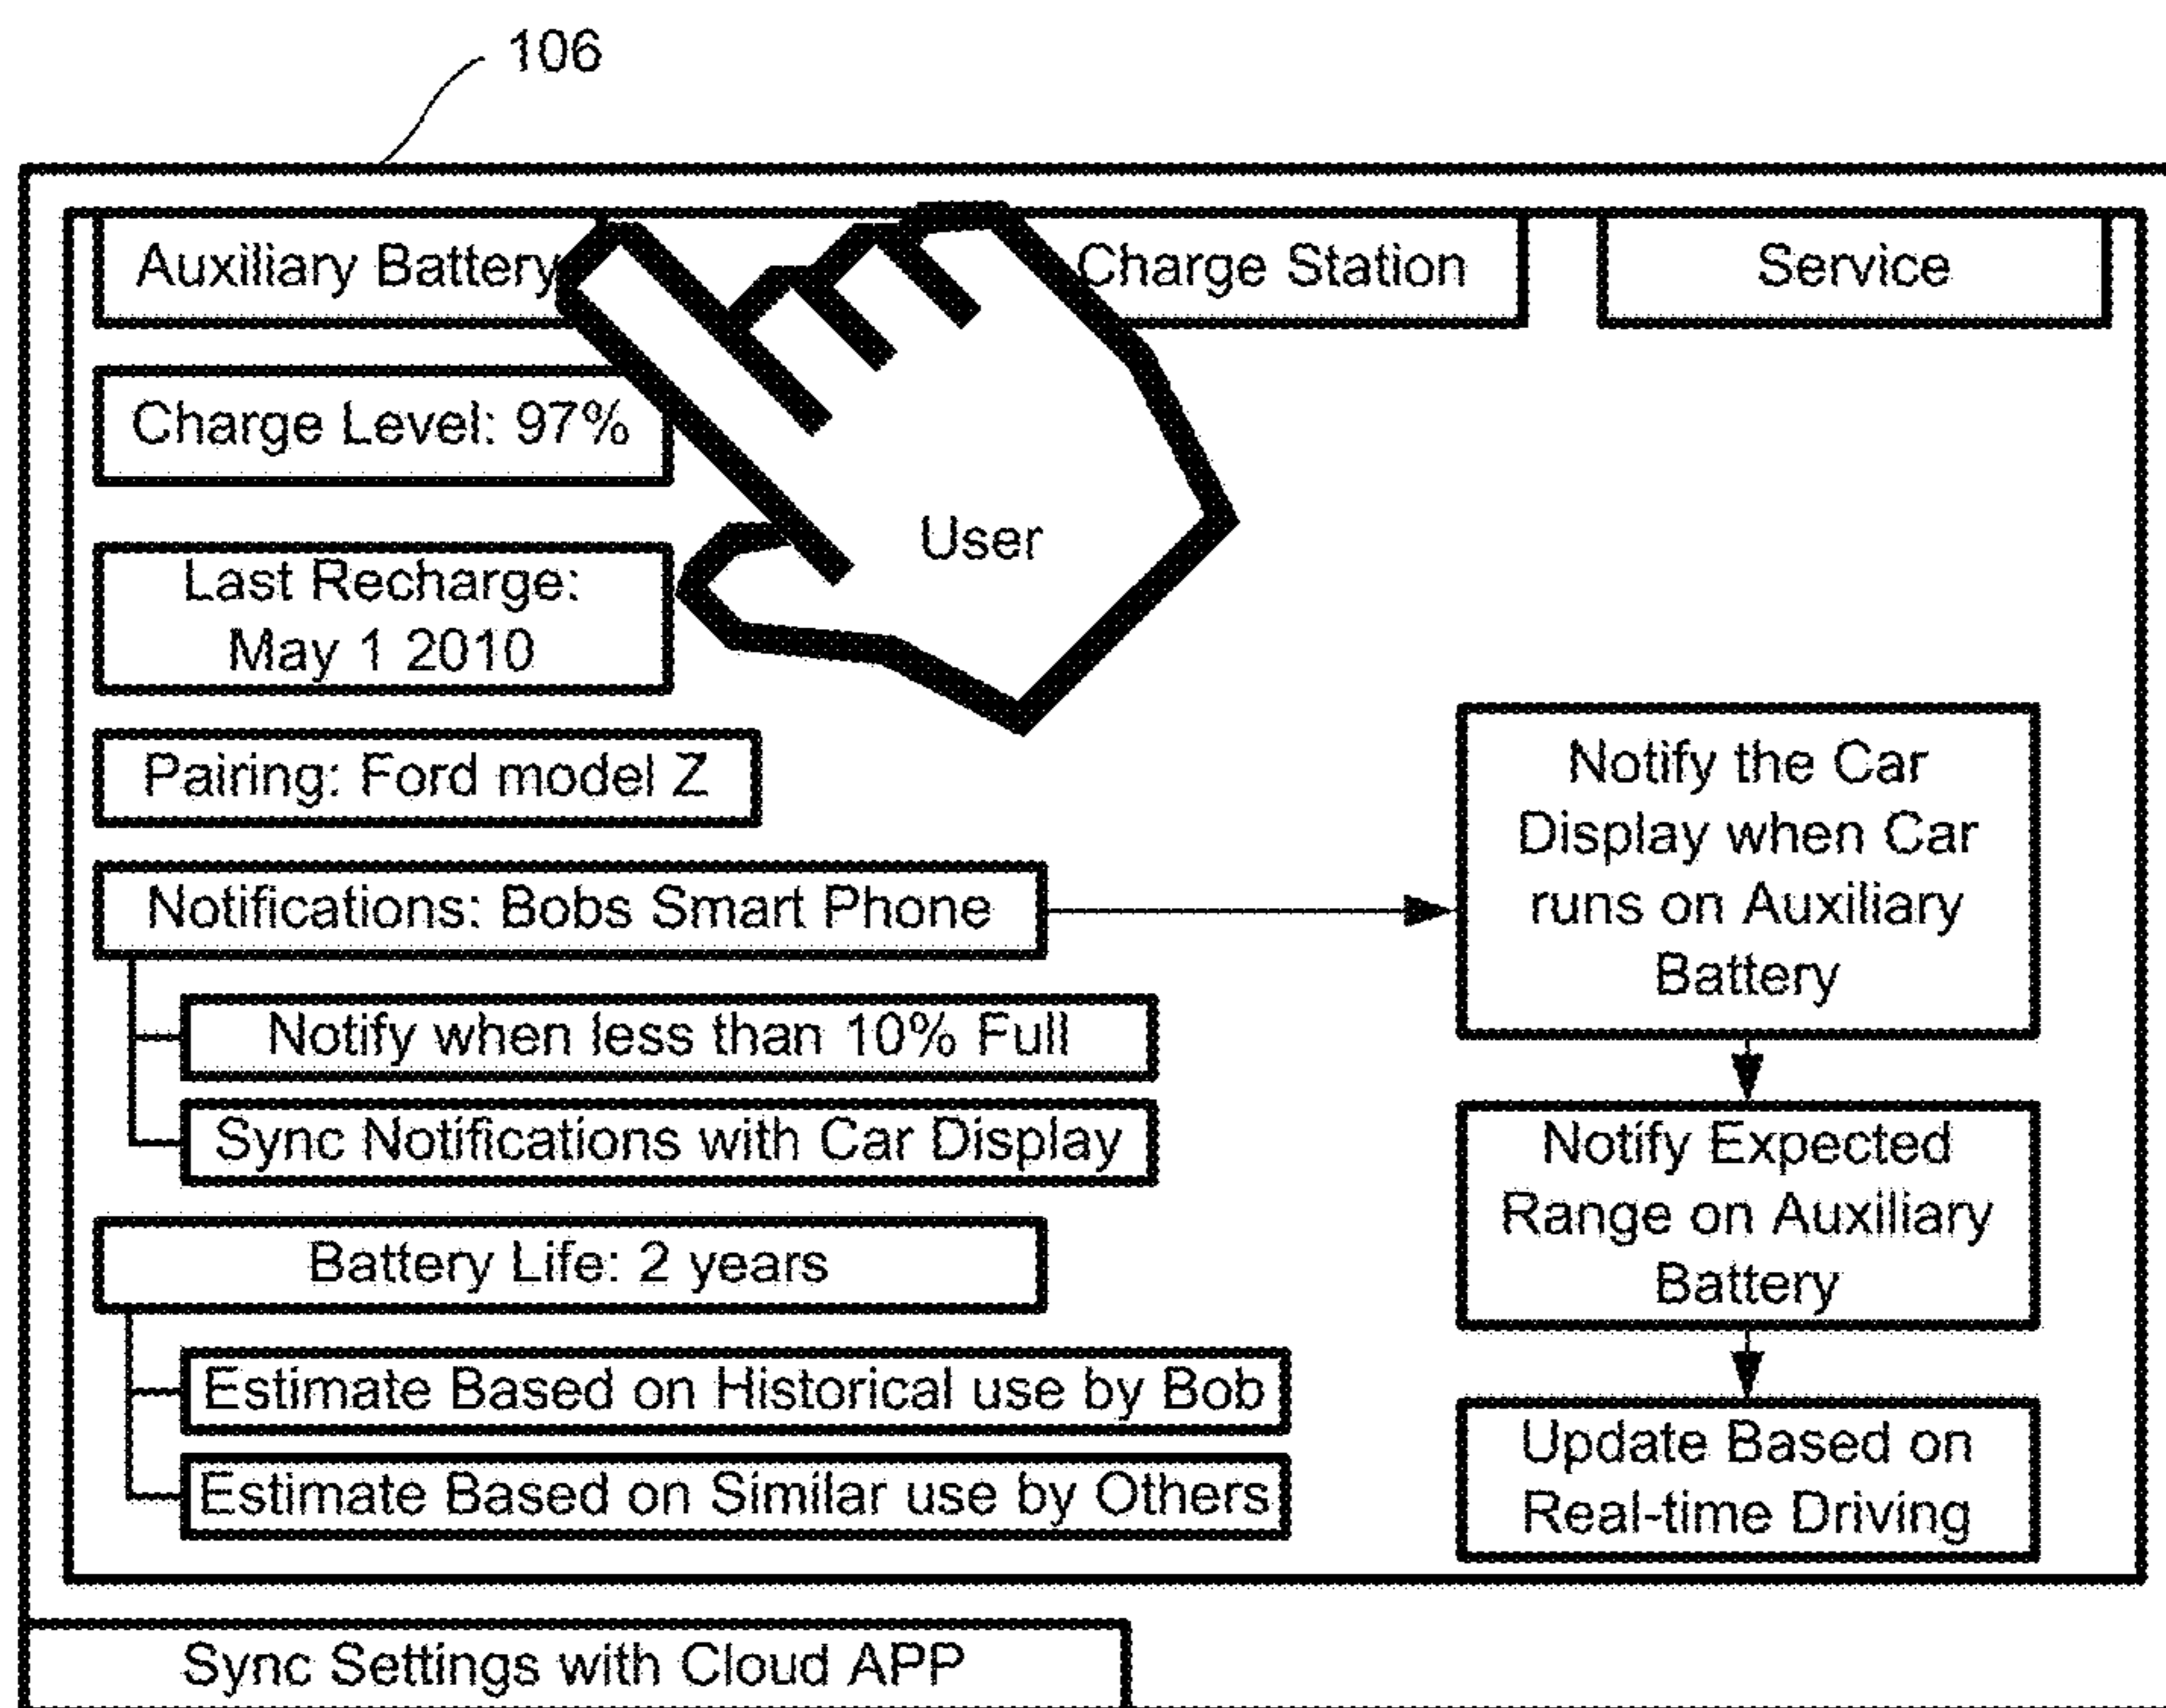 106
Auxiliary Battery
Charge Station
Service
Charge Level: 97%
User
Last Recharge:
May 1 2010
Pairing: Ford model Z
Notifications: Bobs Smart Phone
Notify when less than 10% Full
Sync Notifications with Car Display
Battery Life: 2 years
Estimate Based on Historical use by Bob
Estimate Based on Similar use by Others
Notify the Car
Display when Car
runs on Auxiliary
Battery
Notify Expected
Range on Auxiliary
Battery
Update Based on
Real-time Driving
Sync Settings with Cloud APP